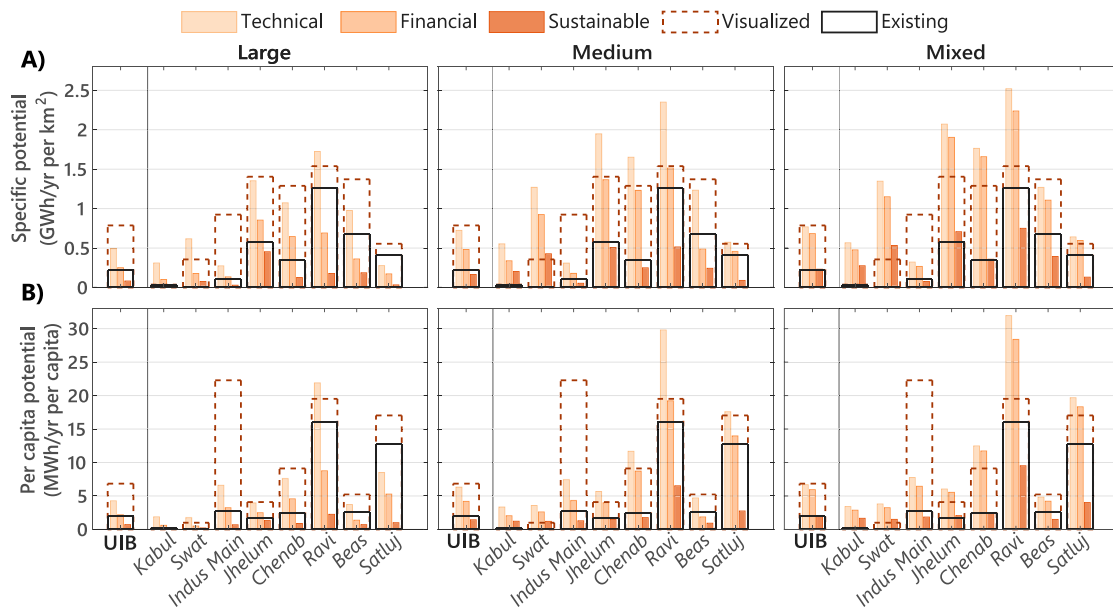 Technical Financial Sustainable Visualized Existing
A) Large Medium Mixed
Specific potential
(GWh/yr per km²)
2.5
2
1.5
1
0.5
0
B)
Per capita potential
(MWh/yr per capita)
30
25
20
15
10
5
0
UIB Kabul Swat Indus Main Jhelum Chenab Ravi Beas Satluj
UIB Kabul Swat Indus Main Jhelum Chenab Ravi Beas Satluj
UIB Kabul Swat Indus Main Jhelum Chenab Ravi Beas Satluj